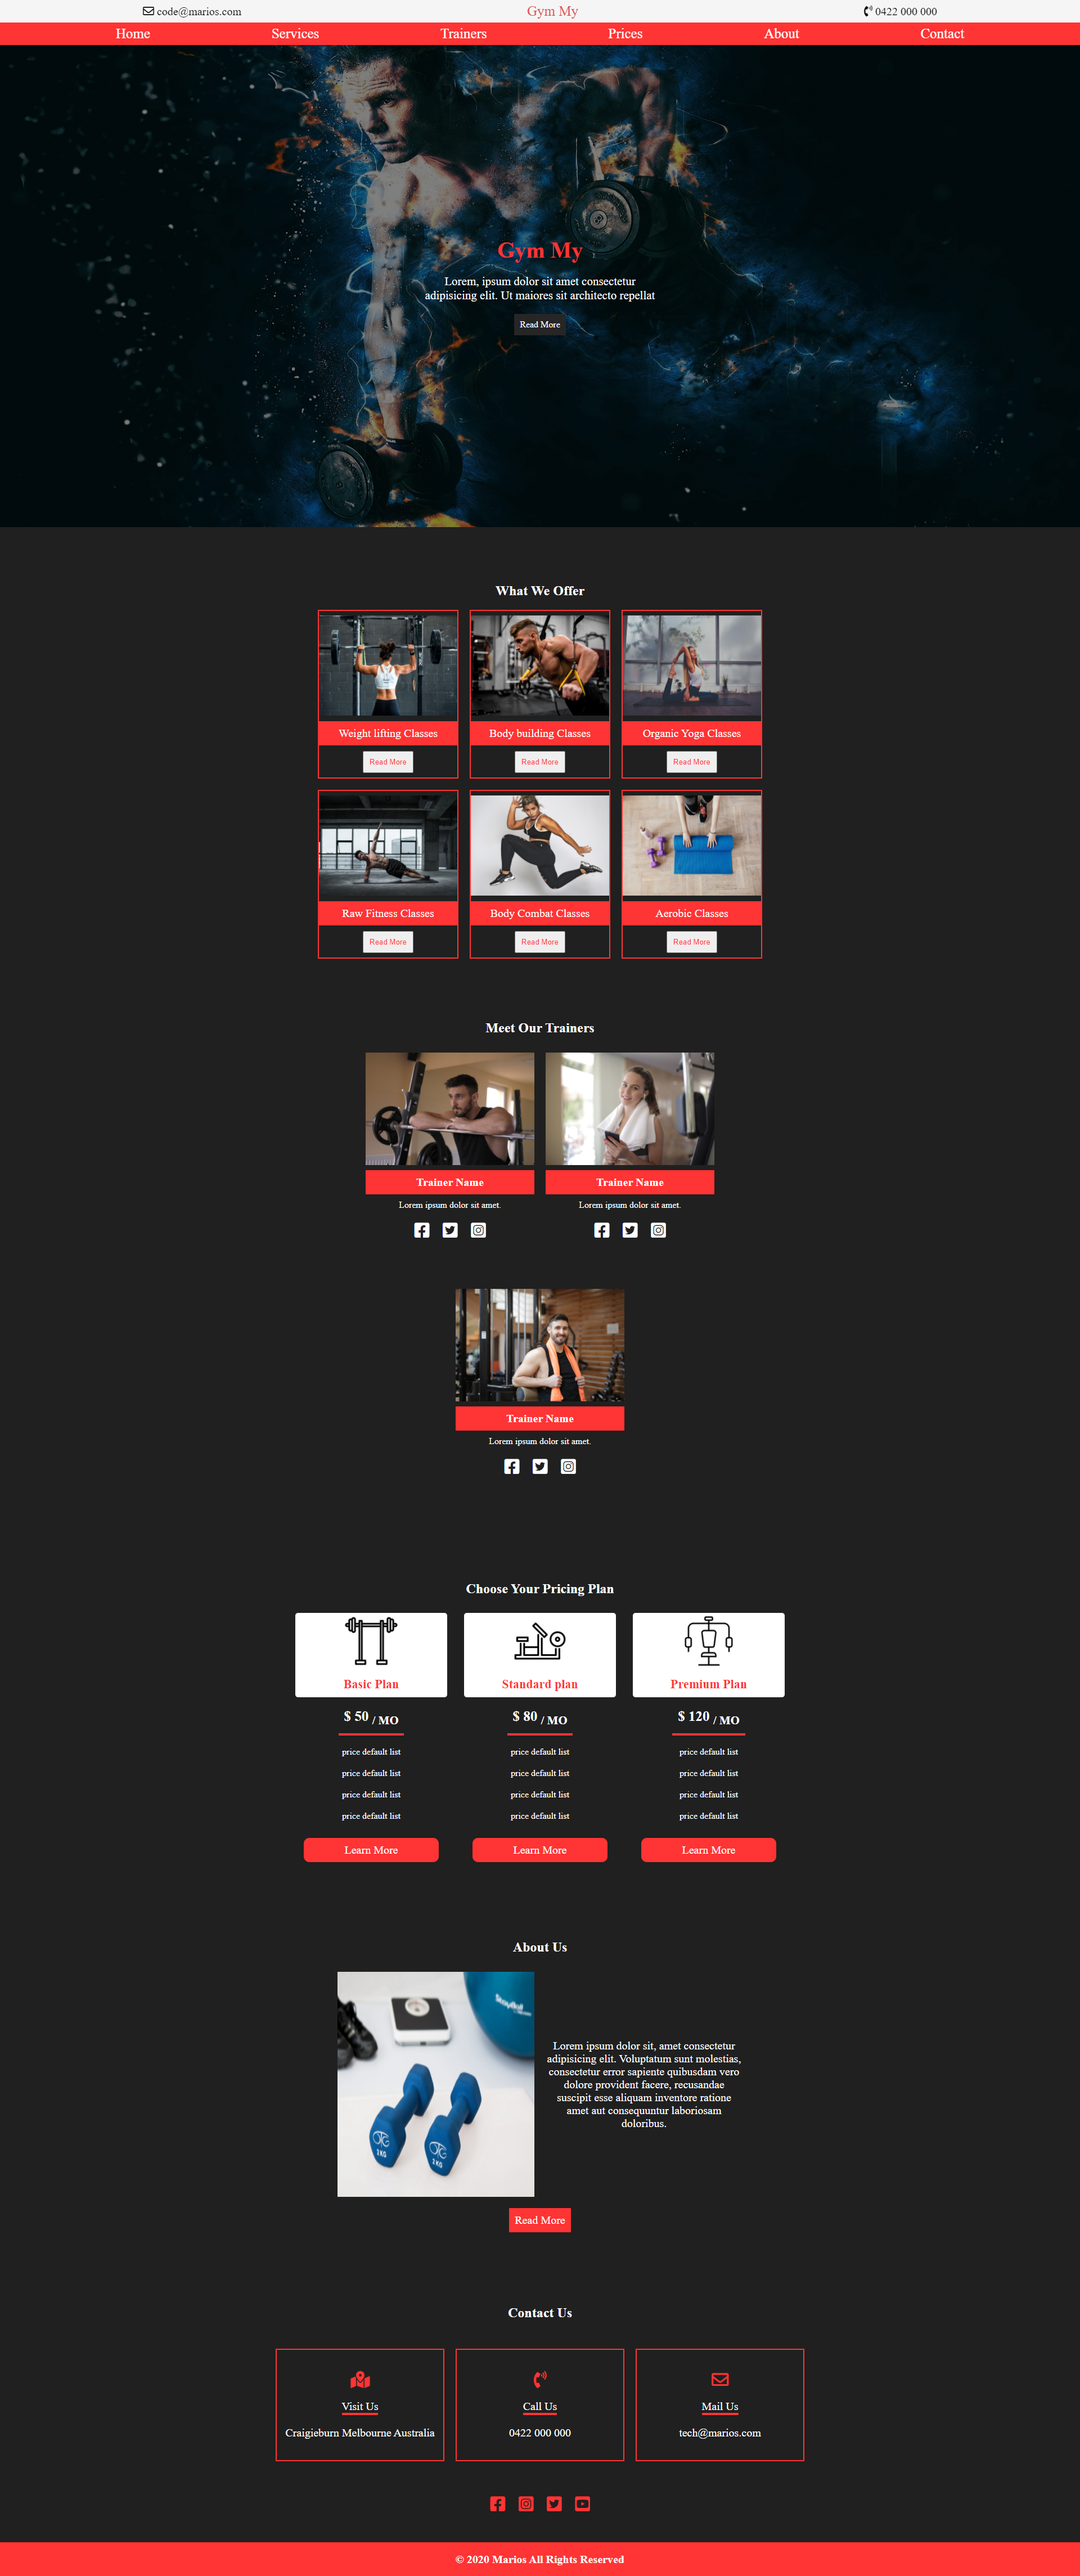 code@marios.com
Gym My
0422 000 000
Home Services Trainers Prices About Contact
Gym My
Lorem, ipsum dolor sit amet consectetur
adipisicing elit. Ut maiores sit architecto repellat
Read More
What We Offer
Weight lifting Classes
Body building Classes
Organic Yoga Classes
Read More
Read More
Read More
Raw Fitness Classes
Body Combat Classes
Aerobic Classes
Read More
Read More
Read More
Meet Our Trainers
Trainer Name
Trainer Name
Lorem ipsum dolor sit amet.
Lorem ipsum dolor sit amet.
Trainer Name
Lorem ipsum dolor sit amet.
Choose Your Pricing Plan
Basic Plan
Standard plan
Premium Plan
$ 50 / MO
$ 80 / MO
$ 120 / MO
price default list
price default list
price default list
price default list
price default list
price default list
price default list
price default list
price default list
price default list
price default list
price default list
Learn More
Learn More
Learn More
About Us
2 KG
2 KG
Lorem ipsum dolor sit, amet consectetur
adipisicing elit. Voluptatum sunt molestias,
consectetur error sapiente quibusdam vero
dolore provident facere, recusandae
suscipit esse aliquam inventore ratione
amet aut consequuntur laboriosam
doloribus.
Read More
Contact Us
Visit Us
Call Us
Mail Us
Craigieburn Melbourne Australia
0422 000 000
tech@marios.com
© 2020 Marios All Rights Reserved